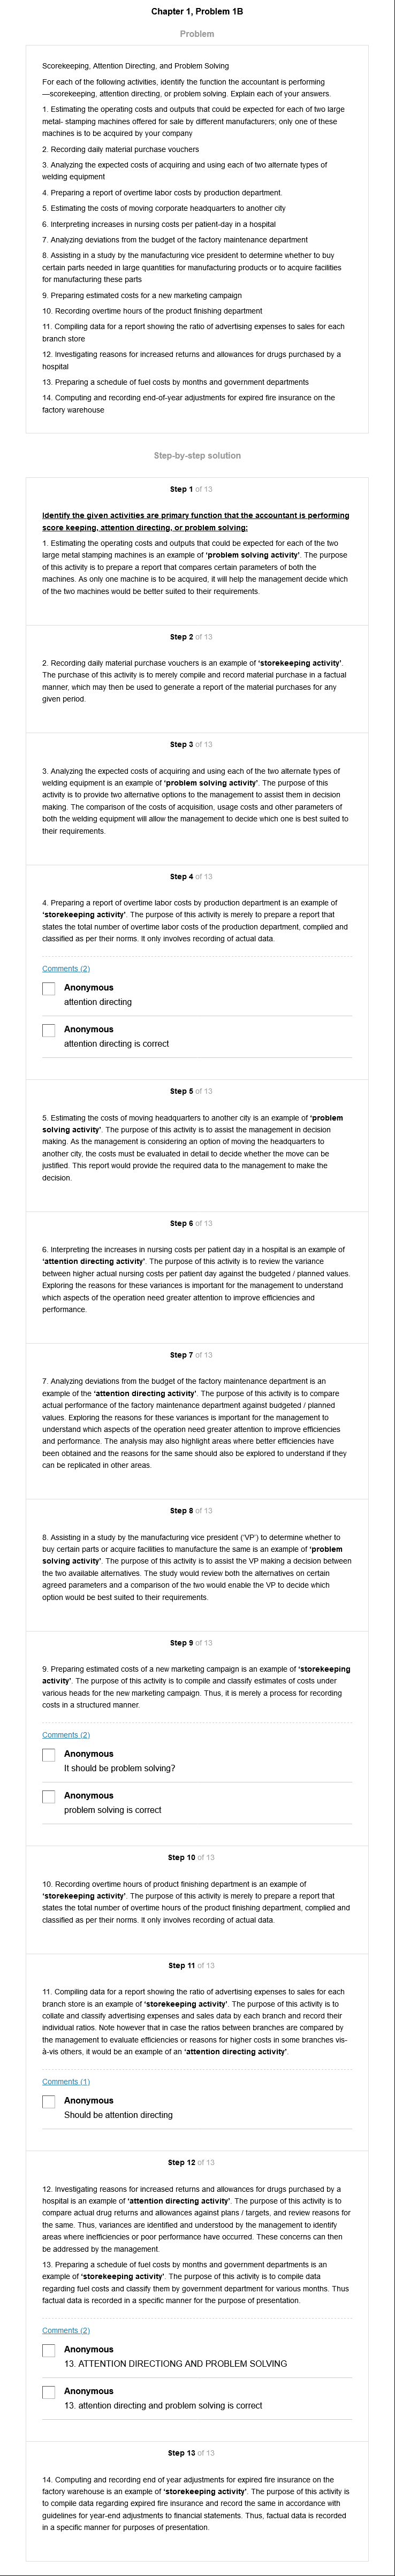 Chapter 1, Problem 1B
Problem
Scorekeeping, Attention Directing, and Problem Solving
For each of the following activities, identify the function the accountant is performing
—scorekeeping, attention directing, or problem solving. Explain each of your answers.
1. Estimating the operating costs and outputs that could be expected for each of two large
metal- stamping machines offered for sale by different manufacturers; only one of these
machines is to be acquired by your company
2. Recording daily material purchase vouchers
3. Analyzing the expected costs of acquiring and using each of two alternate types of
welding equipment
4. Preparing a report of overtime labor costs by production department.
5. Estimating the costs of moving corporate headquarters to another city
6. Interpreting increases in nursing costs per patient-day in a hospital
7. Analyzing deviations from the budget of the factory maintenance department
8. Assisting in a study by the manufacturing vice president to determine whether to buy
certain parts needed in large quantities for manufacturing products or to acquire facilities
for manufacturing these parts
9. Preparing estimated costs for a new marketing campaign
10. Recording overtime hours of the product finishing department
11. Compiling data for a report showing the ratio of advertising expenses to sales for each
branch store
12. Investigating reasons for increased returns and allowances for drugs purchased by a
hospital
13. Preparing a schedule of fuel costs by months and government departments
14. Computing and recording end-of-year adjustments for expired fire insurance on the
factory warehouse
Step-by-step solution
Step 1 of 13
Identify the given activities are primary function that the accountant is performing
score keeping, attention directing, or problem solving:
1. Estimating the operating costs and outputs that could be expected for each of the two
large metal stamping machines is an example of ‘problem solving activity’. The purpose
of this activity is to prepare a report that compares certain parameters of both the
machines. As only one machine is to be acquired, it will help the management decide which
of the two machines would be better suited to their requirements.
Step 2 of 13
2. Recording daily material purchase vouchers is an example of ‘storekeeping activity’.
The purpose of this activity is to merely compile and record material purchase in a factual
manner, which may then be used to generate a report of the material purchases for any
given period.
Step 3 of 13
3. Analyzing the expected costs of acquiring and using each of the two alternate types of
welding equipment is an example of ‘problem solving activity’. The purpose of this
activity is to provide two alternative options to the management to assist them in decision
making. The comparison of the costs of acquisition, usage costs and other parameters of
both the welding equipment will allow the management to decide which one is best suited to
their requirements.
Step 4 of 13
4. Preparing a report of overtime labor costs by production department is an example of
‘storekeeping activity’. The purpose of this activity is merely to prepare a report that
states the total number of overtime labor costs of the production department, complied and
classified as per their norms. It only involves recording of actual data.
Comments (2)
Anonymous
attention directing
Anonymous
attention directing is correct
Step 5 of 13
5. Estimating the costs of moving headquarters to another city is an example of ‘problem
solving activity’. The purpose of this activity is to assist the management in decision
making. As the management is considering an option of moving the headquarters to
another city, the costs must be evaluated in detail to decide whether the move can be
justified. This report would provide the required data to the management to make the
decision.
Step 6 of 13
6. Interpreting the increases in nursing costs per patient day in a hospital is an example of
‘attention directing activity’. The purpose of this activity is to review the variance
between higher actual nursing costs per patient day against the budgeted / planned values.
Exploring the reasons for these variances is important for the management to understand
which aspects of the operation need greater attention to improve efficiencies and
performance.
Step 7 of 13
7. Analyzing deviations from the budget of the factory maintenance department is an
example of the ‘attention directing activity’. The purpose of this activity is to compare
actual performance of the factory maintenance department against budgeted / planned
values. Exploring the reasons for these variances is important for the management to
understand which aspects of the operation need greater attention to improve efficiencies
and performance. The analysis may also highlight areas where better efficiencies have
been obtained and the reasons for the same should also be explored to understand if they
can be replicated in other areas.
Step 8 of 13
8. Assisting in a study by the manufacturing vice president (‘VP’) to determine whether to
buy certain parts or acquire facilities to manufacture the same is an example of ‘problem
solving activity’. The purpose of this activity is to assist the VP making a decision between
the two available alternatives. The study would review both the alternatives on certain
agreed parameters and a comparison of the two would enable the VP to decide which
option would be best suited to their requirements.
Step 9 of 13
9. Preparing estimated costs of a new marketing campaign is an example of ‘storekeeping
activity’. The purpose of this activity is to compile and classify estimates of costs under
various heads for the new marketing campaign. Thus, it is merely a process for recording
costs in a structured manner.
Comments (2)
Anonymous
It should be problem solving?
Anonymous
problem solving is correct
Step 10 of 13
10. Recording overtime hours of product finishing department is an example of
‘storekeeping activity’. The purpose of this activity is merely to prepare a report that
states the total number of overtime hours of the product finishing department, complied and
classified as per their norms. It only involves recording of actual data.
Step 11 of 13
11. Compiling data for a report showing the ratio of advertising expenses to sales for each
branch store is an example of ‘storekeeping activity’. The purpose of this activity is to
collate and classify advertising expenses and sales data by each branch and record their
individual ratios. Note however that in case the ratios between branches are compared by
the management to evaluate efficiencies or reasons for higher costs in some branches vis-
à-vis others, it would be an example of an ‘attention directing activity’.
Comments (1)
Anonymous
Should be attention directing
Step 12 of 13
12. Investigating reasons for increased returns and allowances for drugs purchased by a
hospital is an example of ‘attention directing activity’. The purpose of this activity is to
compare actual drug returns and allowances against plans / targets, and review reasons for
the same. Thus, variances are identified and understood by the management to identify
areas where inefficiencies or poor performance have occurred. These concerns can then
be addressed by the management.
13. Preparing a schedule of fuel costs by months and government departments is an
example of ‘storekeeping activity’. The purpose of this activity is to compile data
regarding fuel costs and classify them by government department for various months. Thus
factual data is recorded in a specific manner for the purpose of presentation.
Comments (2)
Anonymous
13. ATTENTION DIRECTIONG AND PROBLEM SOLVING
Anonymous
13. attention directing and problem solving is correct
Step 13 of 13
14. Computing and recording end of year adjustments for expired fire insurance on the
factory warehouse is an example of ‘storekeeping activity’. The purpose of this activity is
to compile data regarding expired fire insurance and record the same in accordance with
guidelines for year-end adjustments to financial statements. Thus, factual data is recorded
in a specific manner for purposes of presentation.